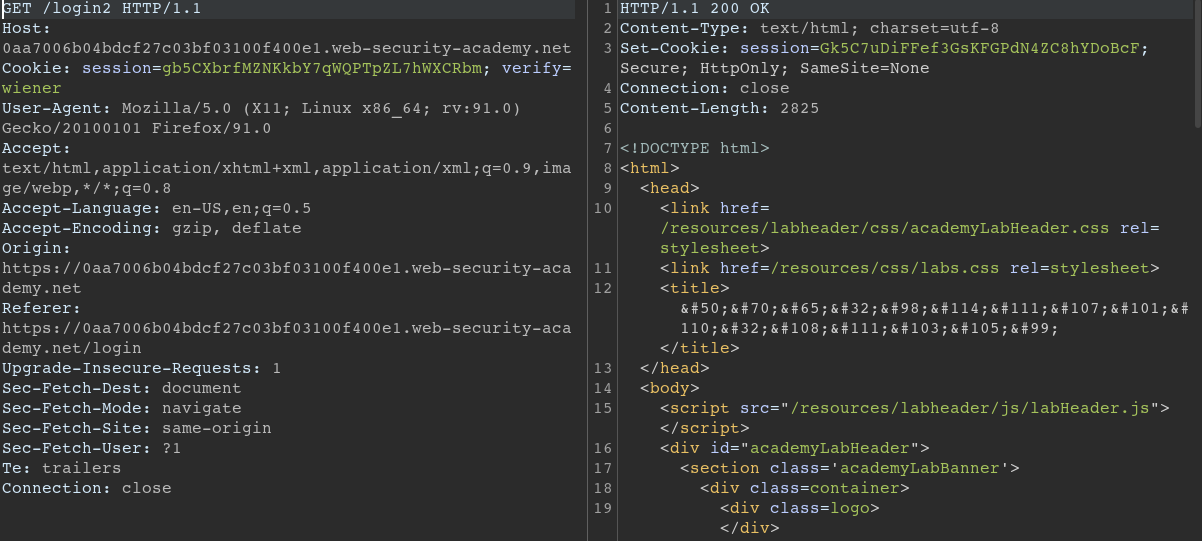 GET /login2 HTTP/1.1
Host:
0aa7006b04bdcf27c03bf03100f400e1.web-security-academy.net
Cookie: session=gb5CXbrfMZNKkbY7qWQPTpZL7hWXCRbm; verify=
wiener
User-Agent: Mozilla/5.0 (X11; Linux x86_64; rv:91.0)
Gecko/20100101 Firefox/91.0
Accept:
text/html,application/xhtml+xml,application/xml;q=0.9,ima
ge/webp,*/*;q=0.8
Accept-Language: en-US,en;q=0.5
Accept-Encoding: gzip, deflate
Origin:
https://0aa7006b04bdcf27c03bf03100f400e1.web-security-aca
demy.net
Referer:
https://0aa7006b04bdcf27c03bf03100f400e1.web-security-aca
demy.net/login
Upgrade-Insecure-Requests: 1
Sec-Fetch-Dest: document
Sec-Fetch-Mode: navigate
Sec-Fetch-Site: same-origin
Sec-Fetch-User: ?1
Te: trailers
Connection: close
1 HTTP/1.1 200 OK
2 Content-Type: text/html; charset=utf-8
3 Set-Cookie: session=Gk5C7uDiFFef3GsKFGPdN4ZC8hYDoBcF;
Secure; HttpOnly; SameSite=None
4 Connection: close
5 Content-Length: 2825
6
7 <!DOCTYPE html>
8 <html>
9 <head>
10 <link href=
/resources/labheader/css/academyLabHeader.css rel=
stylesheet>
11 <link href=/resources/css/labs.css rel=stylesheet>
12 <title>
&#50;&#70;&#65;&#32;&#98;&#114;&#111;&#107;&#101;&#
110;&#32;&#108;&#111;&#103;&#105;&#99;
</title>
13 </head>
14 <body>
15 <script src="/resources/labheader/js/labHeader.js">
</script>
16 <div id="academyLabHeader">
17 <section class='academyLabBanner'>
18 <div class=container>
19 <div class=logo>
</div>